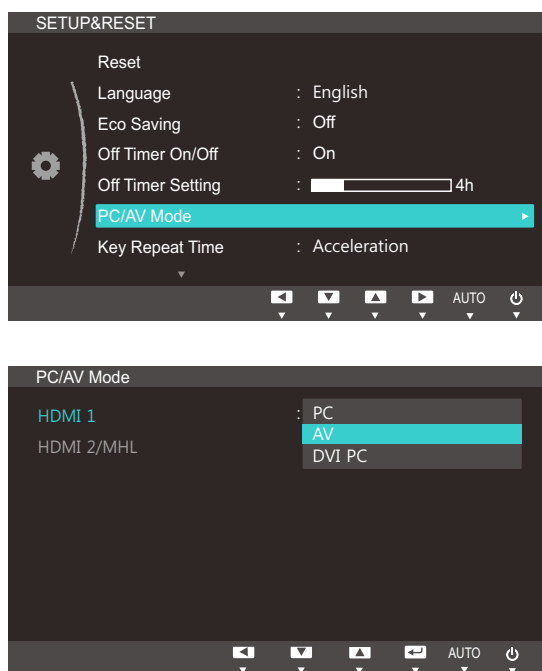 SETUP&RESET
Reset
Language : English
Eco Saving : Off
Off Timer On/Off : On
Off Timer Setting : 4h
PC/AV Mode
Key Repeat Time : Acceleration
AUTO
PC/AV Mode
HDMI 1 : PC
AV
HDMI 2/MHL
DVI PC
AUTO